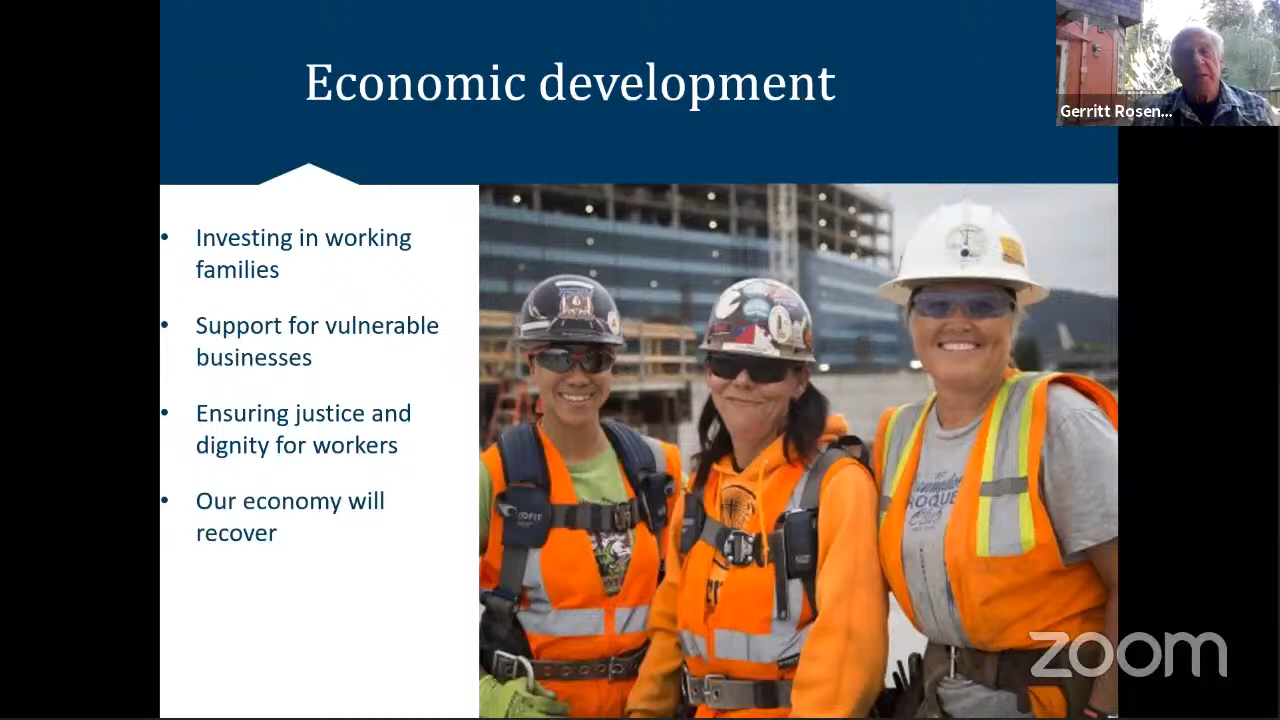 Economic development
Gerritt Rosen...
• Investing in working
families
• Support for vulnerable
businesses
• Ensuring justice and
dignity for workers
• Our economy will
recover
ROQUE
zoom